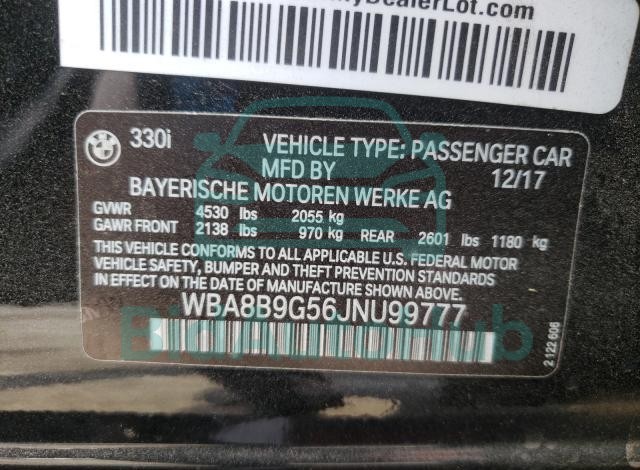 DealerLot.com
330i
VEHICLE TYPE: PASSENGER CAR
MFD BY 12/17
BAYERISCHE MOTOREN WERKE AG
GVWR 4530 lbs 2055 kg
GAWR FRONT 2138 lbs 970 kg REAR 2601 lbs 1180 kg
THIS VEHICLE CONFORMS TO ALL APPLICABLE U.S. FEDERAL MOTOR
VEHICLE SAFETY, BUMPER AND THEFT PREVENTION STANDARDS
IN EFFECT ON THE DATE OF MANUFACTURE SHOWN ABOVE.
WBA8B9G56JNU99777
2 122 606